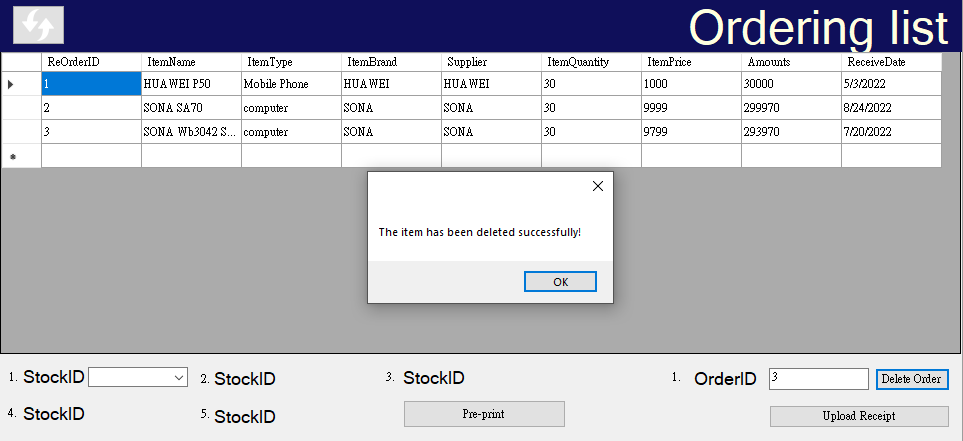 Ordering list
ReOrderID ItemName ItemType ItemBrand Supplier ItemQuantity ItemPrice Amounts ReceiveDate
1 HUAWEI P50 Mobile Phone HUAWEI HUAWEI 30 1000 30000 5/3/2022
2 SONA SA70 computer SONA SONA 30 9999 299970 8/24/2022
3 SONA Wb3042 S... computer SONA SONA 30 9799 293970 7/20/2022
The item has been deleted successfully!
OK
1. StockID 2. StockID 3. StockID 1. OrderID 3 Delete Order
4. StockID 5. StockID Pre-print Upload Receipt